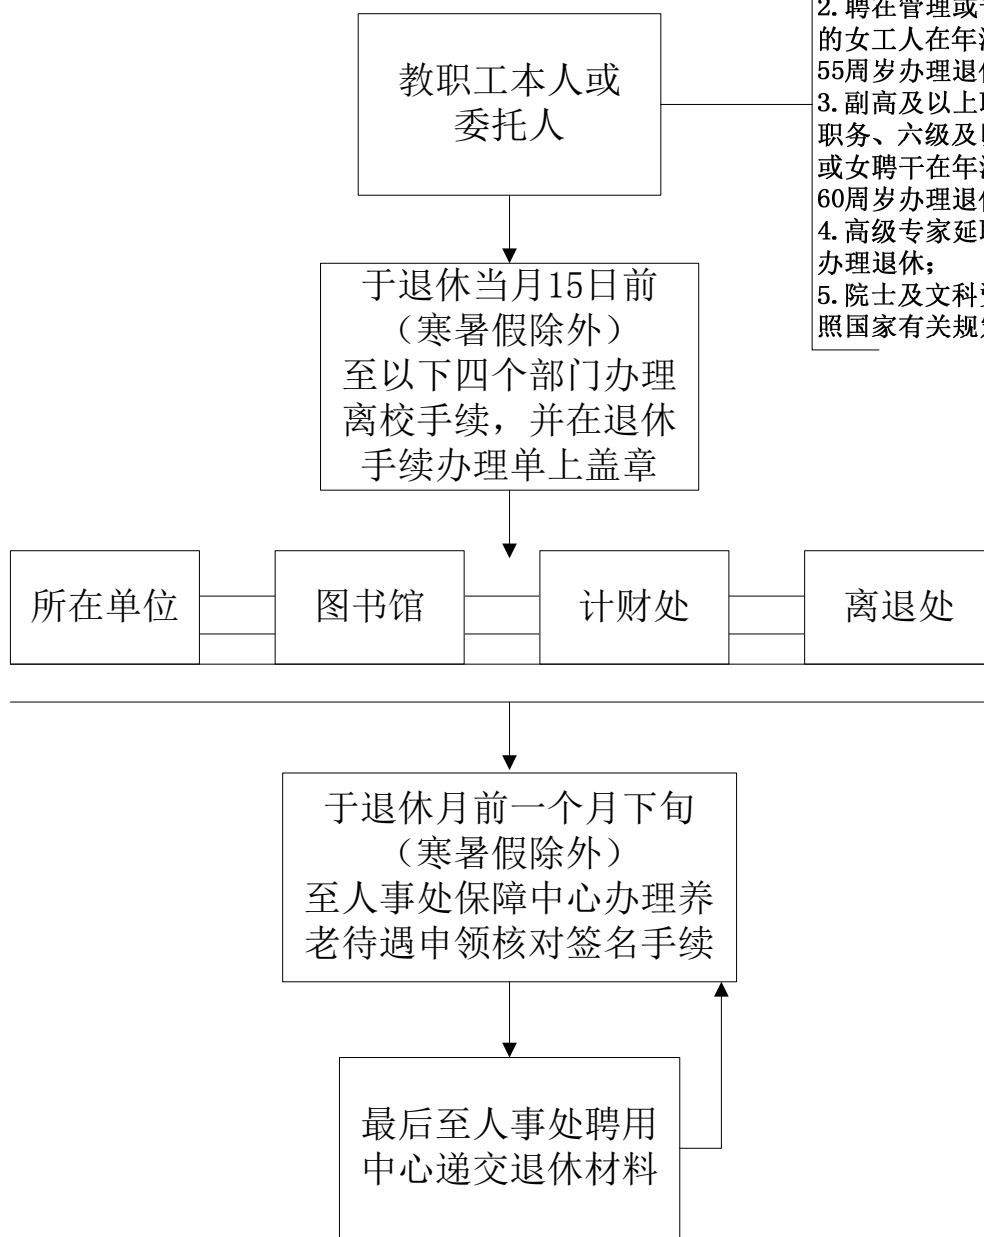 教职工本人或
委托人
2.聘在管理或
的女工人在年
55周岁办理退
3.副高及以上
职务、六级及
或女聘干在年
60周岁办理退
4.高级专家延
办理退休；
5.院士及文科
照国家有关规
于退休当月15日前
（寒暑假除外）
至以下四个部门办理
离校手续，并在退休
手续办理单上盖章
所在单位
图书馆
计财处
离退处
于退休月前一个月下旬
（寒暑假除外）
至人事处保障中心办理养
老待遇申领核对签名手续
最后至人事处聘用
中心递交退休材料